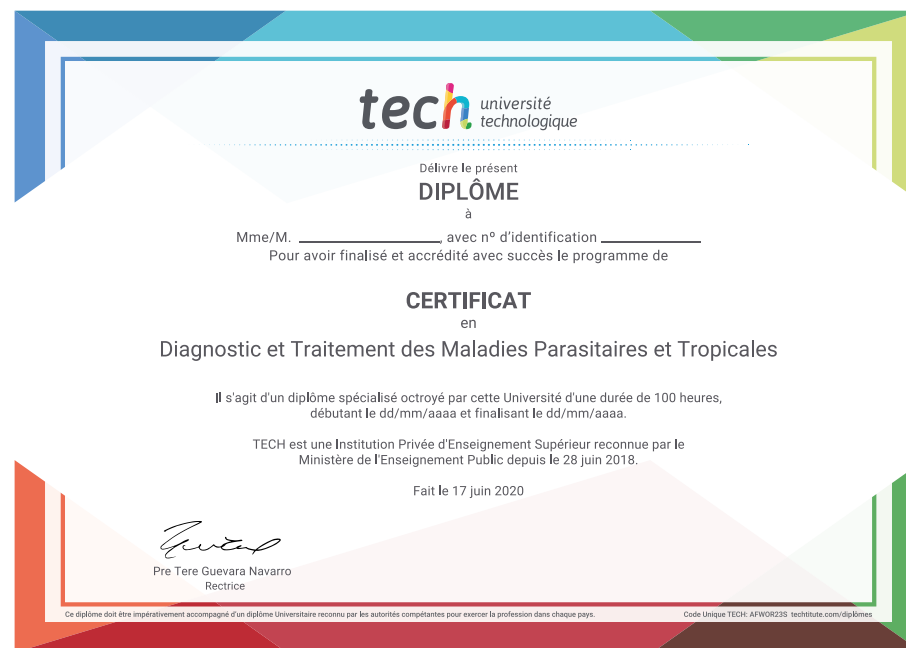 tech université
technologique
Délivre le présent
DIPLÔME
à
Mme/M. ____________________, avec nº d'identification ______________
Pour avoir finalisé et accrédité avec succès le programme de
CERTIFICAT
en
Diagnostic et Traitement des Maladies Parasitaires et Tropicales
Il s'agit d'un diplôme spécialisé octroyé par cette Université d'une durée de 100 heures,
débutant le dd/mm/aaaa et finalisant le dd/mm/aaaa.
TECH est une Institution Privée d'Enseignement Supérieur reconnue par le
Ministère de l'Enseignement Public depuis le 28 juin 2018.
Fait le 17 juin 2020
Pre Tere Guevara Navarro
Rectrice
Ce diplôme doit être impérativement accompagné d'un diplôme Universitaire reconnu par les autorités compétentes pour exercer la profession dans chaque pays.
Code Unique TECH: AFWOR23S techtitute.com/diplômes